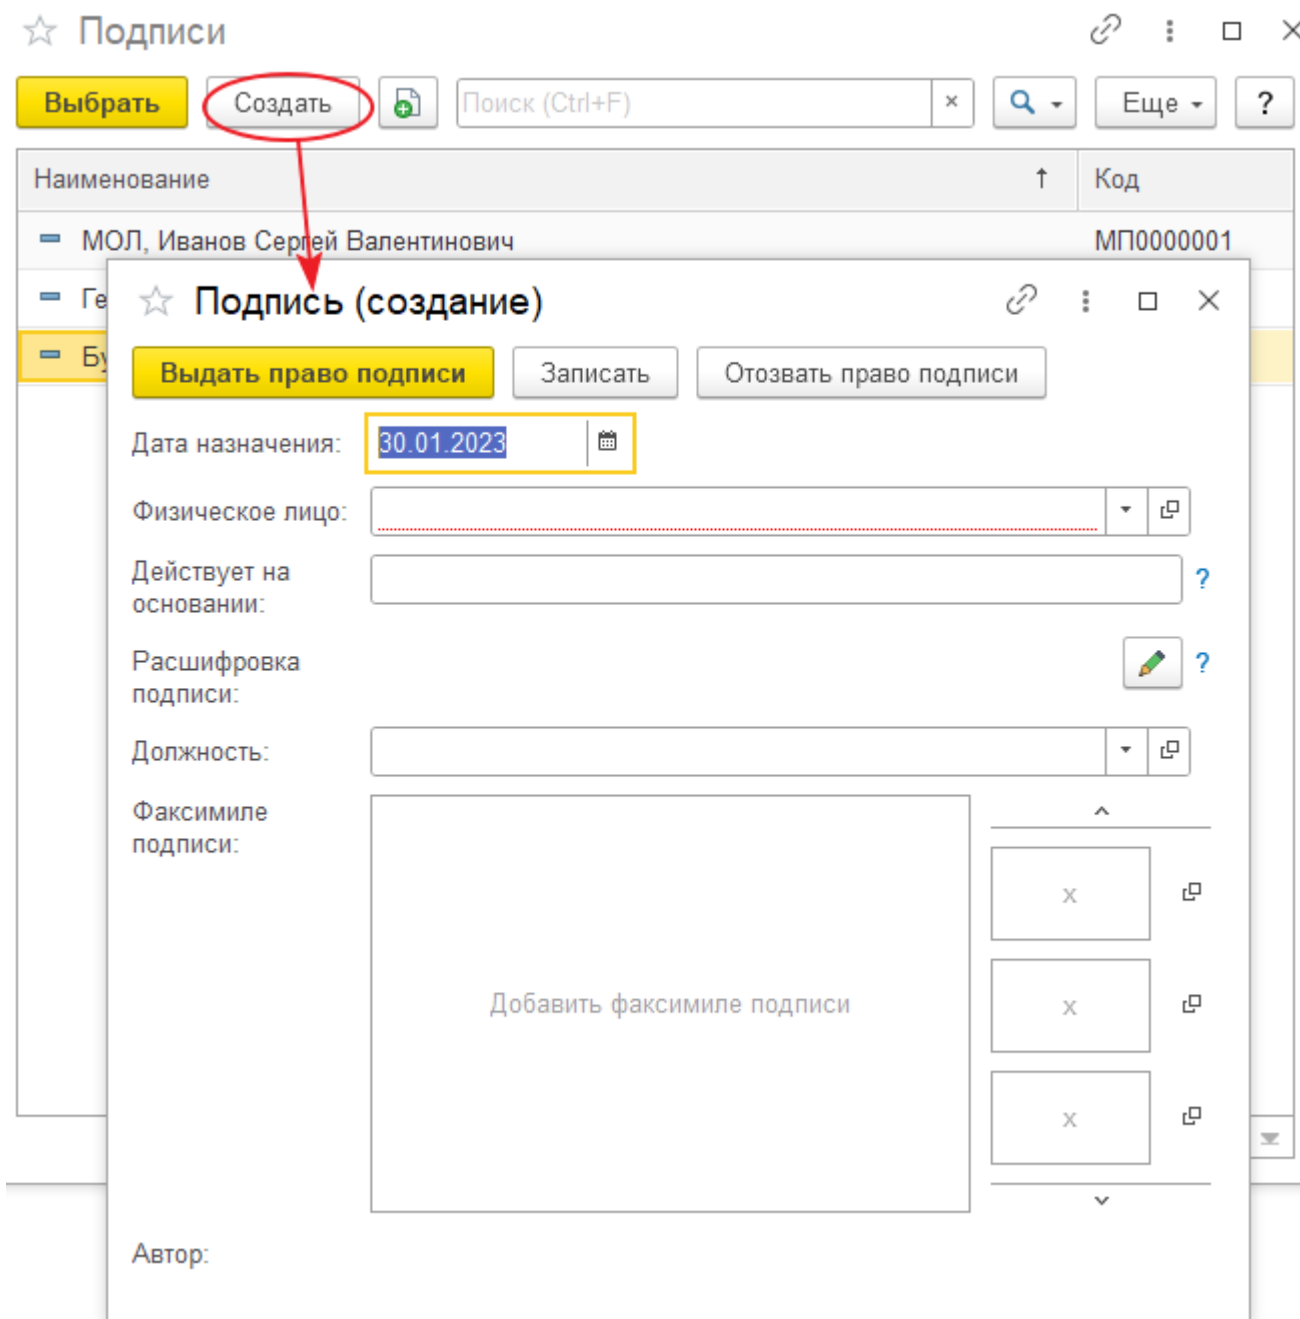 Подписи
Выбрать Создать Поиск (Ctrl+F) × Еще ?
Наименование ↑ Код
МОЛ, Иванов Сергей Валентинович МП0000001
Ге
Бу
Подпись (создание)
Выдать право подписи Записать Отозвать право подписи
Дата назначения: 30.01.2023
Физическое лицо:
Действует на
основании: ?
Расшифровка
подписи: ?
Должность:
Факсимиле
подписи:
Добавить факсимиле подписи
x
x
x
Автор: